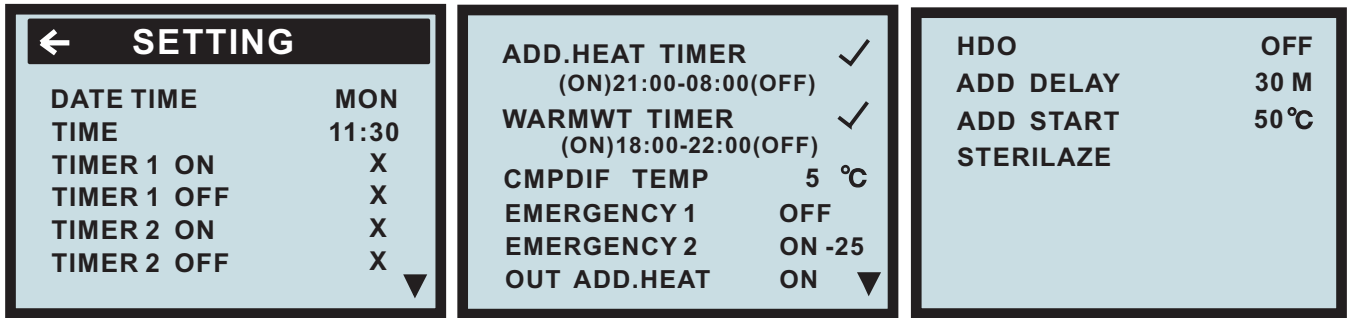 ← SETTING
DATE TIME MON
TIME 11:30
TIMER 1 ON X
TIMER 1 OFF X
TIMER 2 ON X
TIMER 2 OFF X
▼
ADD.HEAT TIMER ✓
(ON)21:00-08:00(OFF)
WARMWT TIMER ✓
(ON)18:00-22:00(OFF)
CMPDIF TEMP 5 ℃
EMERGENCY 1 OFF
EMERGENCY 2 ON -25
OUT ADD.HEAT ON ▼
HDO OFF
ADD DELAY 30 M
ADD START 50℃
STERILAZE